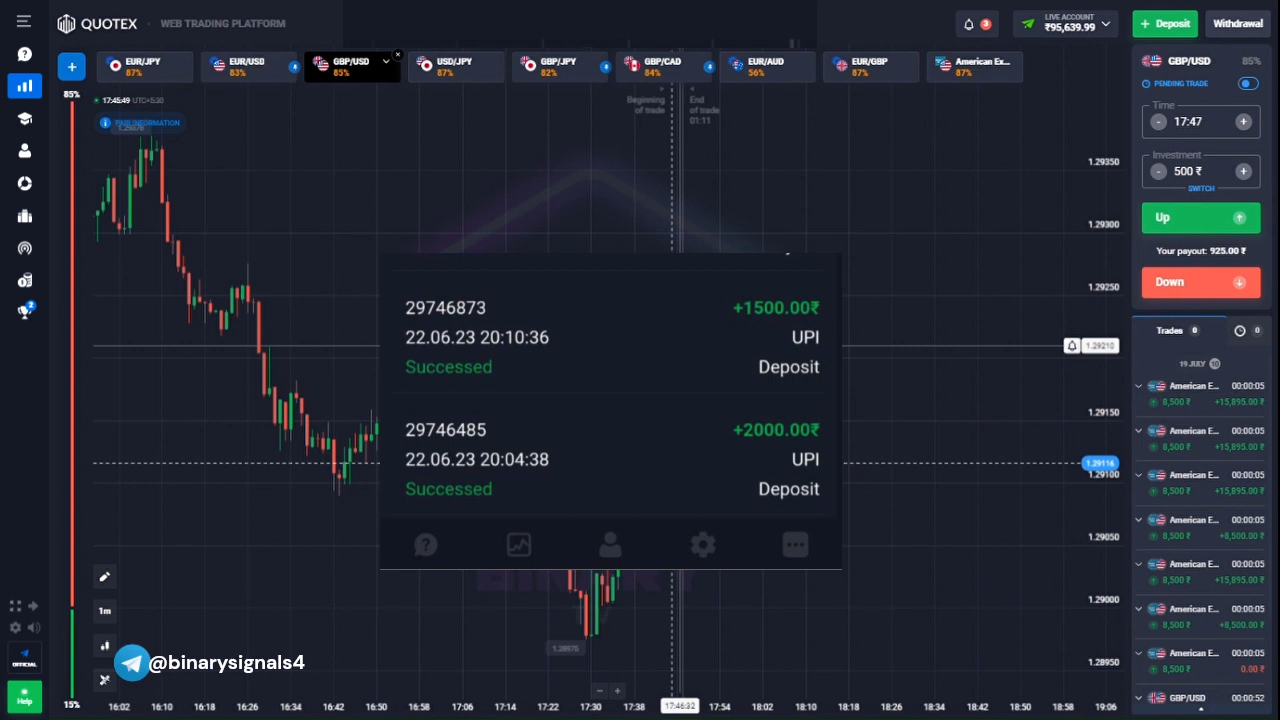 QUOTEX
WEB TRADING PLATFORM
3
LIVE ACCOUNT
₹95,639.99
+ Deposit
Withdrawal
EUR/JPY
87%
EUR/USD
83%
GBP/USD
85%
USD/JPY
87%
GBP/JPY
82%
GBP/CAD
84%
EUR/AUD
56%
EUR/GBP
87%
American Ex...
87%
85%
17:45:49 UTC+5:30
PAIR INFORMATION
Beginning
of trade
End
of trade
01:11
1.29350
1.29300
1.29250
1.29210
1.29150
1.29116
1.29100
1.29050
1.29000
1.28950
29746873
+1500.00₹
22.06.23 20:10:36
UPI
Successed
Deposit
29746485
+2000.00₹
22.06.23 20:04:38
UPI
Successed
Deposit
BINARY
1m
1.28975
@binarysignals4
OFFICIAL
Help
15%
16:02
16:10
16:18
16:26
16:34
16:42
16:50
16:58
17:06
17:14
17:22
17:30
17:38
17:46:32
17:54
18:02
18:10
18:18
18:26
18:34
18:42
18:50
18:58
19:06
GBP/USD
85%
PENDING TRADE
Time
- 17:47 +
Investment
- 500 ₹ +
SWITCH
Up
Your payout: 925.00 ₹
Down
Trades 0
0
19 JULY 10
American E... 00:00:05
8,500 ₹ +15,895.00 ₹
American E... 00:00:05
8,500 ₹ +15,895.00 ₹
American E... 00:00:05
8,500 ₹ +15,895.00 ₹
American E... 00:00:05
8,500 ₹ +8,500.00 ₹
American E... 00:00:05
8,500 ₹ +15,895.00 ₹
American E... 00:00:05
8,500 ₹ +8,500.00 ₹
American E... 00:00:05
8,500 ₹ 0.00 ₹
GBP/USD 00:00:52
2